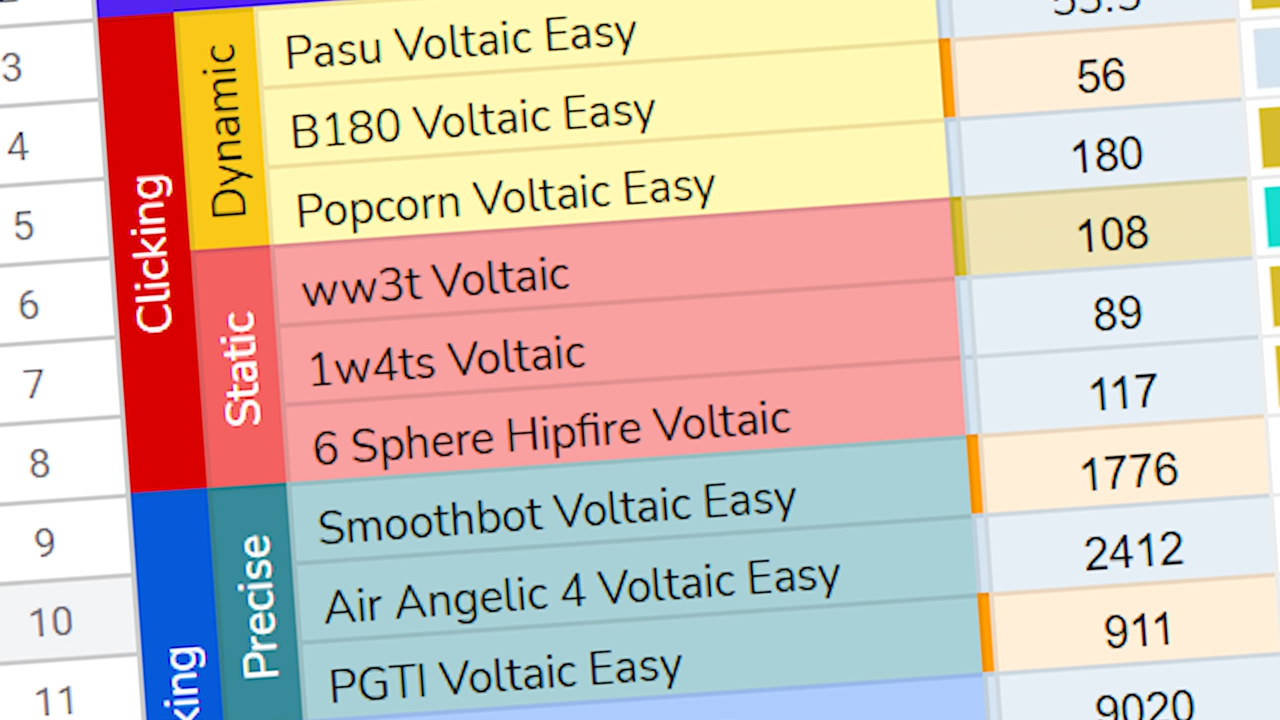 3 Pasu Voltaic Easy
4 B180 Voltaic Easy 56
5 Popcorn Voltaic Easy 180
6 ww3t Voltaic 108
7 1w4ts Voltaic 89
8 6 Sphere Hipfire Voltaic 117
9 Smoothbot Voltaic Easy 1776
10 Air Angelic 4 Voltaic Easy 2412
11 PGTI Voltaic Easy 911
9020
Clicking
Dynamic
Static
Precise